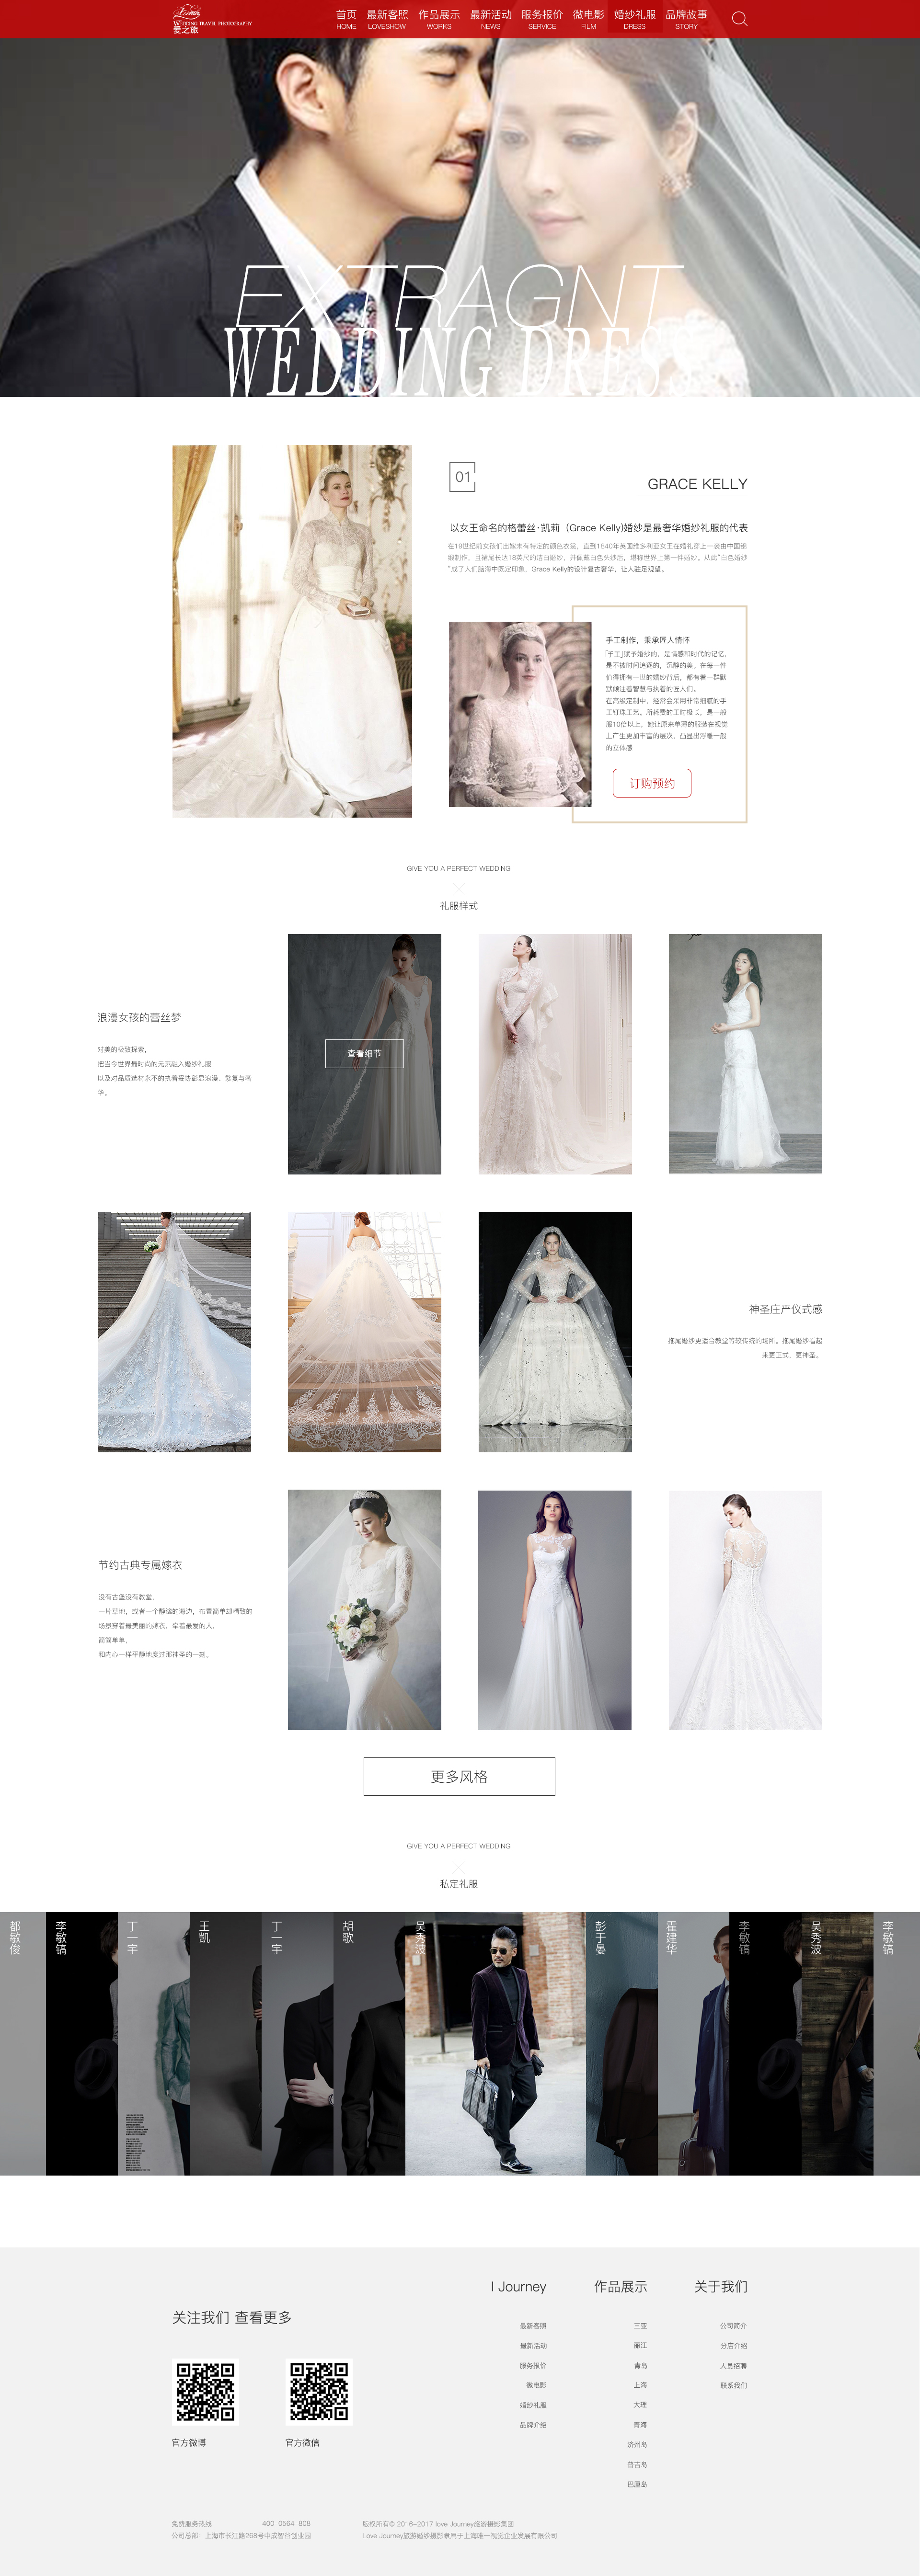 WEDDING TRAVEL PHOTOGRAPHY
爱之旅
首页 最新客照 作品展示 最新活动 服务报价 微电影 婚纱礼服 品牌故事
HOME LOVESHOW WORKS NEWS SERVICE FILM DRESS STORY
EXTRAGNT
WEDDING DRESS
01
GRACE KELLY
以女王命名的格蕾丝·凯莉（Grace Kelly)婚纱是最奢华婚纱礼服的代表
在19世纪前女孩们出嫁未有特定的颜色衣裳，直到1840年英国维多利亚女王在婚礼穿上一袭由中国锦
缎制作，且裙尾长达18英尺的洁白婚纱，并佩戴白色头纱后，堪称世界上第一件婚纱。从此"白色婚纱
"成了人们脑海中既定印象，Grace Kelly的设计复古奢华，让人驻足观望。
手工制作，秉承匠人情怀
「手工」赋予婚纱的，是情感和时代的记忆，
是不被时间追逐的，沉静的美。在每一件
值得拥有一世的婚纱背后，都有着一群默
默倾注着智慧与执着的匠人们。
在高级定制中，经常会采用非常细腻的手
工钉珠工艺。所耗费的工时极长，是一般
服10倍以上，她让原来单薄的服装在视觉
上产生更加丰富的层次，凸显出浮雕一般
的立体感
订购预约
GIVE YOU A PERFECT WEDDING
礼服样式
浪漫女孩的蕾丝梦
对美的极致探索，
把当今世界最时尚的元素融入婚纱礼服
以及对品质选材永不的执着妥协彰显浪漫、繁复与奢
华。
查看细节
神圣庄严仪式感
拖尾婚纱更适合教堂等较传统的场所。拖尾婚纱看起
来更正式，更神圣。
节约古典专属嫁衣
没有古堡没有教堂，
一片草地，或者一个静谧的海边，布置简单却精致的
场景穿着最美丽的嫁衣，牵着最爱的人，
简简单单，
和内心一样平静地度过那神圣的一刻。
更多风格
GIVE YOU A PERFECT WEDDING
私定礼服
都敏俊
李敏镐
丁一宇
王凯
丁一宇
胡歌
吴秀波
彭于晏
霍建华
李敏镐
吴秀波
李敏镐
I Journey 作品展示 关于我们
关注我们 查看更多
最新客照 三亚 公司简介
最新活动 丽江 分店介绍
服务报价 青岛 人员招聘
微电影 上海 联系我们
婚纱礼服 大理
品牌介绍 青海
济州岛
普吉岛
巴厘岛
官方微博 官方微信
免费服务热线 400-0564-808 版权所有© 2016-2017 love Journey旅游摄影集团
公司总部：上海市长江路268号中成智谷创业园 Love Journey旅游婚纱摄影隶属于上海唯一视觉企业发展有限公司